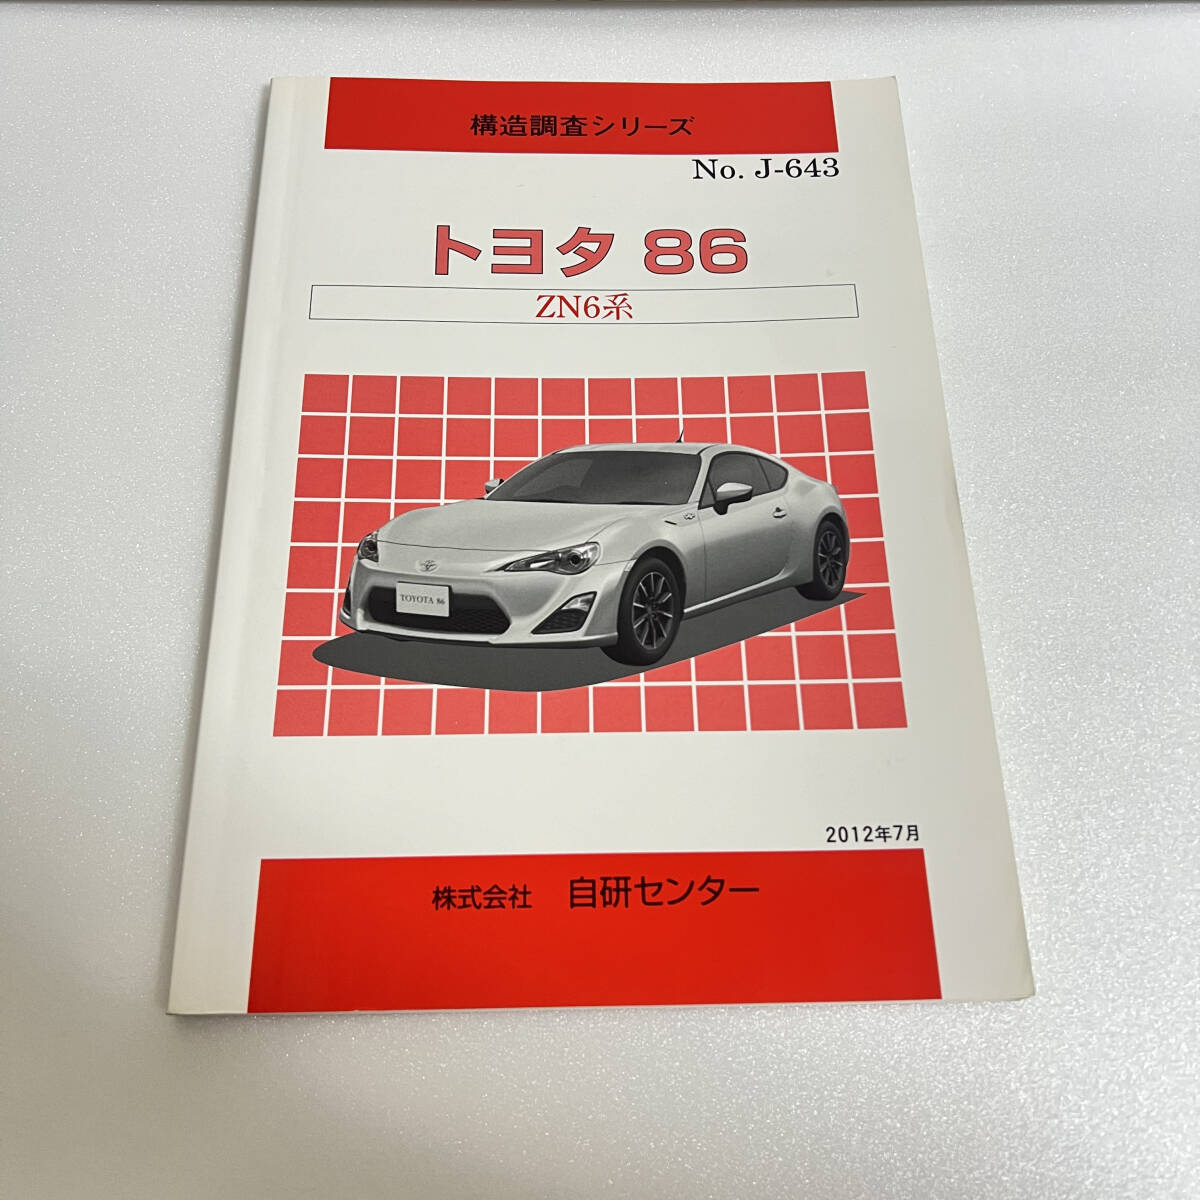 構造調査シリーズ
No. J-643
トヨタ 86
ZN6系
TOYOTA 86
2012年7月
株式会社 自研センター